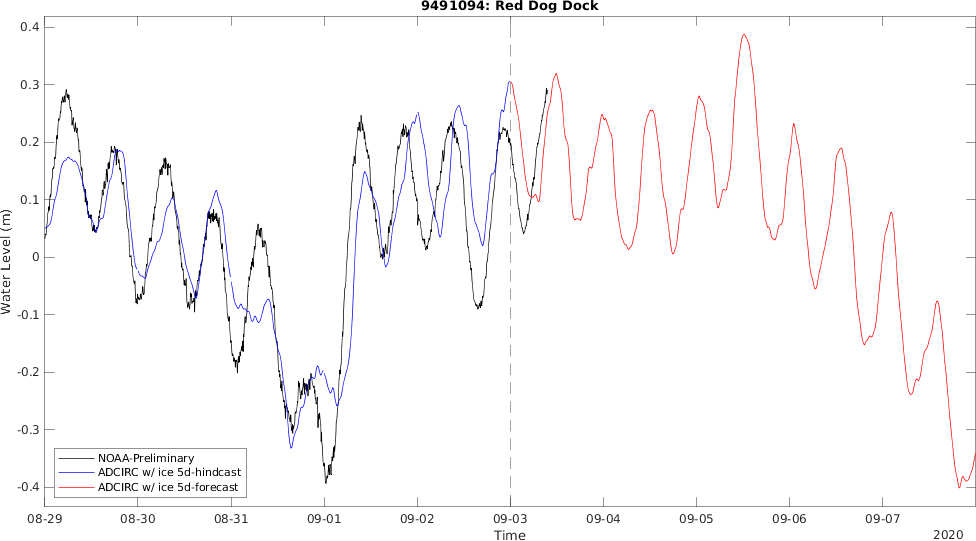 9491094: Red Dog Dock
0.4
0.3
0.2
0.1
0
-0.1
-0.2
-0.3
-0.4
Water Level (m)
NOAA-Preliminary
ADCIRC w/ ice 5d-hindcast
ADCIRC w/ ice 5d-forecast
08-29 08-30 08-31 09-01 09-02 09-03 09-04 09-05 09-06 09-07
Time
2020